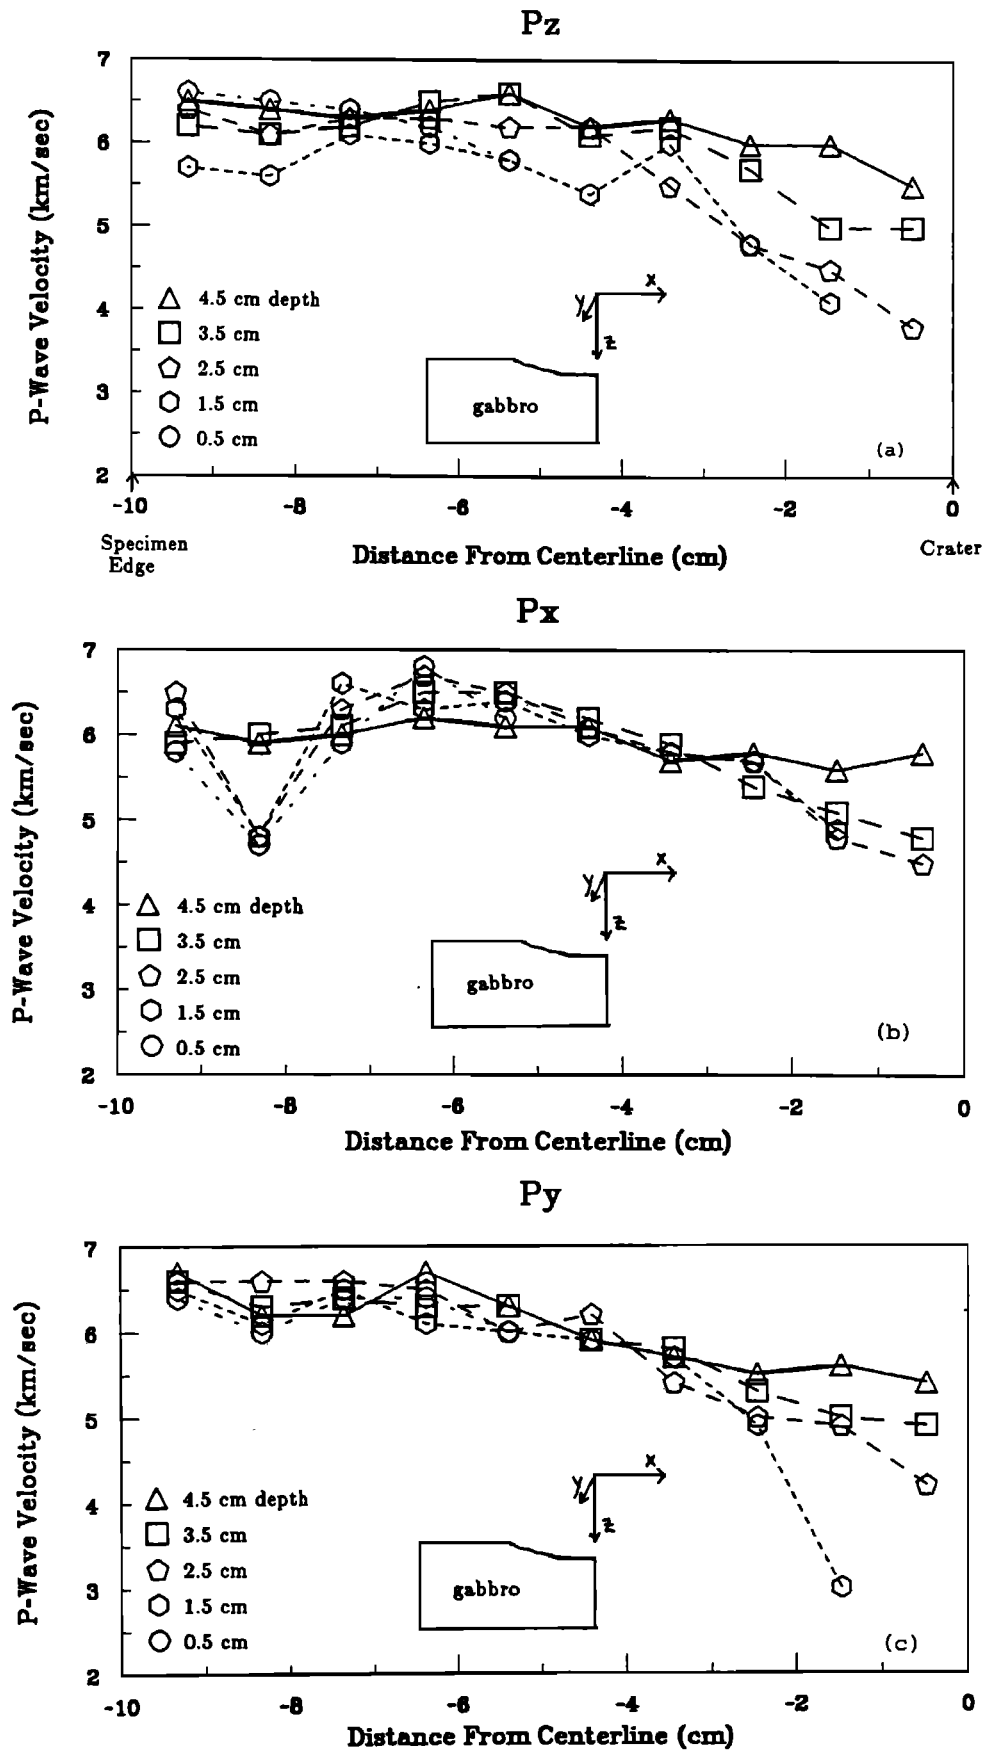 Pz
7
6
5
4
3
2
P-Wave Velocity (km/sec)
4.5 cm depth
3.5 cm
2.5 cm
1.5 cm
0.5 cm
x
y
z
gabbro
(a)
-10 -8 -6 -4 -2 0
Specimen
Edge
Distance From Centerline (cm)
Crater
Px
7
6
5
4
3
2
P-Wave Velocity (km/sec)
4.5 cm depth
3.5 cm
2.5 cm
1.5 cm
0.5 cm
x
y
z
gabbro
(b)
-10 -8 -6 -4 -2 0
Distance From Centerline (cm)
Py
7
6
5
4
3
2
P-Wave Velocity (km/sec)
4.5 cm depth
3.5 cm
2.5 cm
1.5 cm
0.5 cm
x
y
z
gabbro
(c)
-10 -8 -6 -4 -2 0
Distance From Centerline (cm)